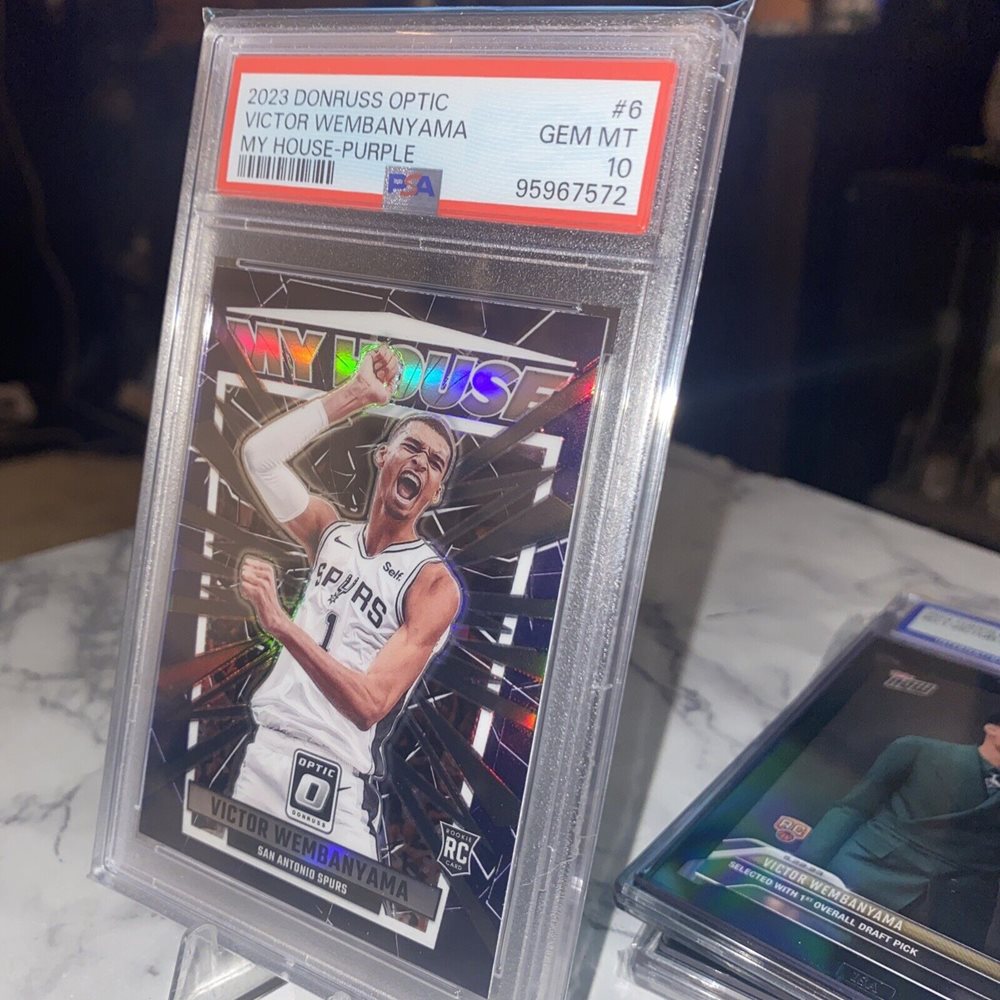 2023 DONRUSS OPTIC
VICTOR WEMBANYAMA
MY HOUSE-PURPLE
#6
GEM MT
10
95967572
PSA
MY HOUSE
SPURS
Self.
1
OPTIC
O
DONRUSS
VICTOR WEMBANYAMA
SAN ANTONIO SPURS
ROOKIE
RC
CARD
RC
VICTOR WEMBANYAMA
SELECTED WITH 1ST OVERALL DRAFT PICK